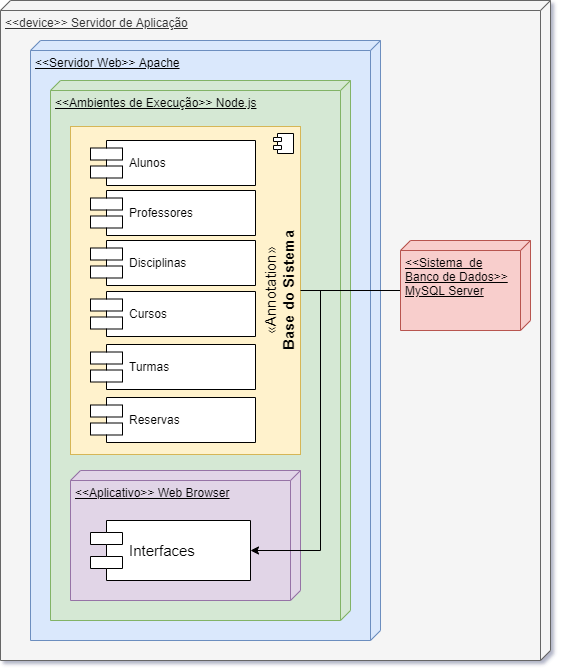 <<device>> Servidor de Aplicação
<<Servidor Web>> Apache
<<Ambientes de Execução>> Node.js
Alunos
Professores
Disciplinas
Cursos
Turmas
Reservas
«Annotation»
Base do Sistema
<<Sistema de
Banco de Dados>>
MySQL Server
<<Aplicativo>> Web Browser
Interfaces